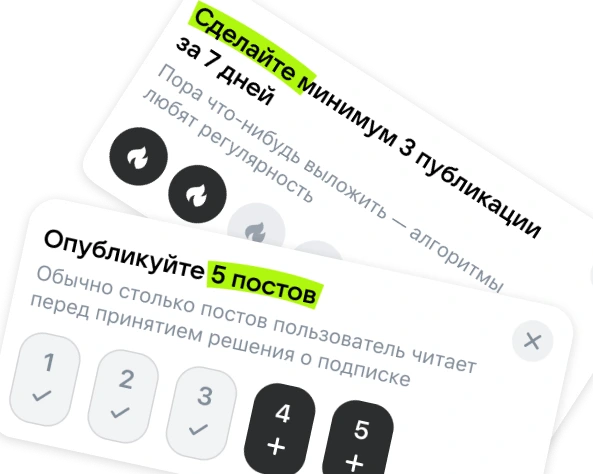 Сделайте минимум 3 публикации
за 7 дней
Пора что-нибудь выложить — алгоритмы
любят регулярность
Опубликуйте 5 постов
Обычно столько постов пользователь читает
перед принятием решения о подписке
1 2 3 4 5